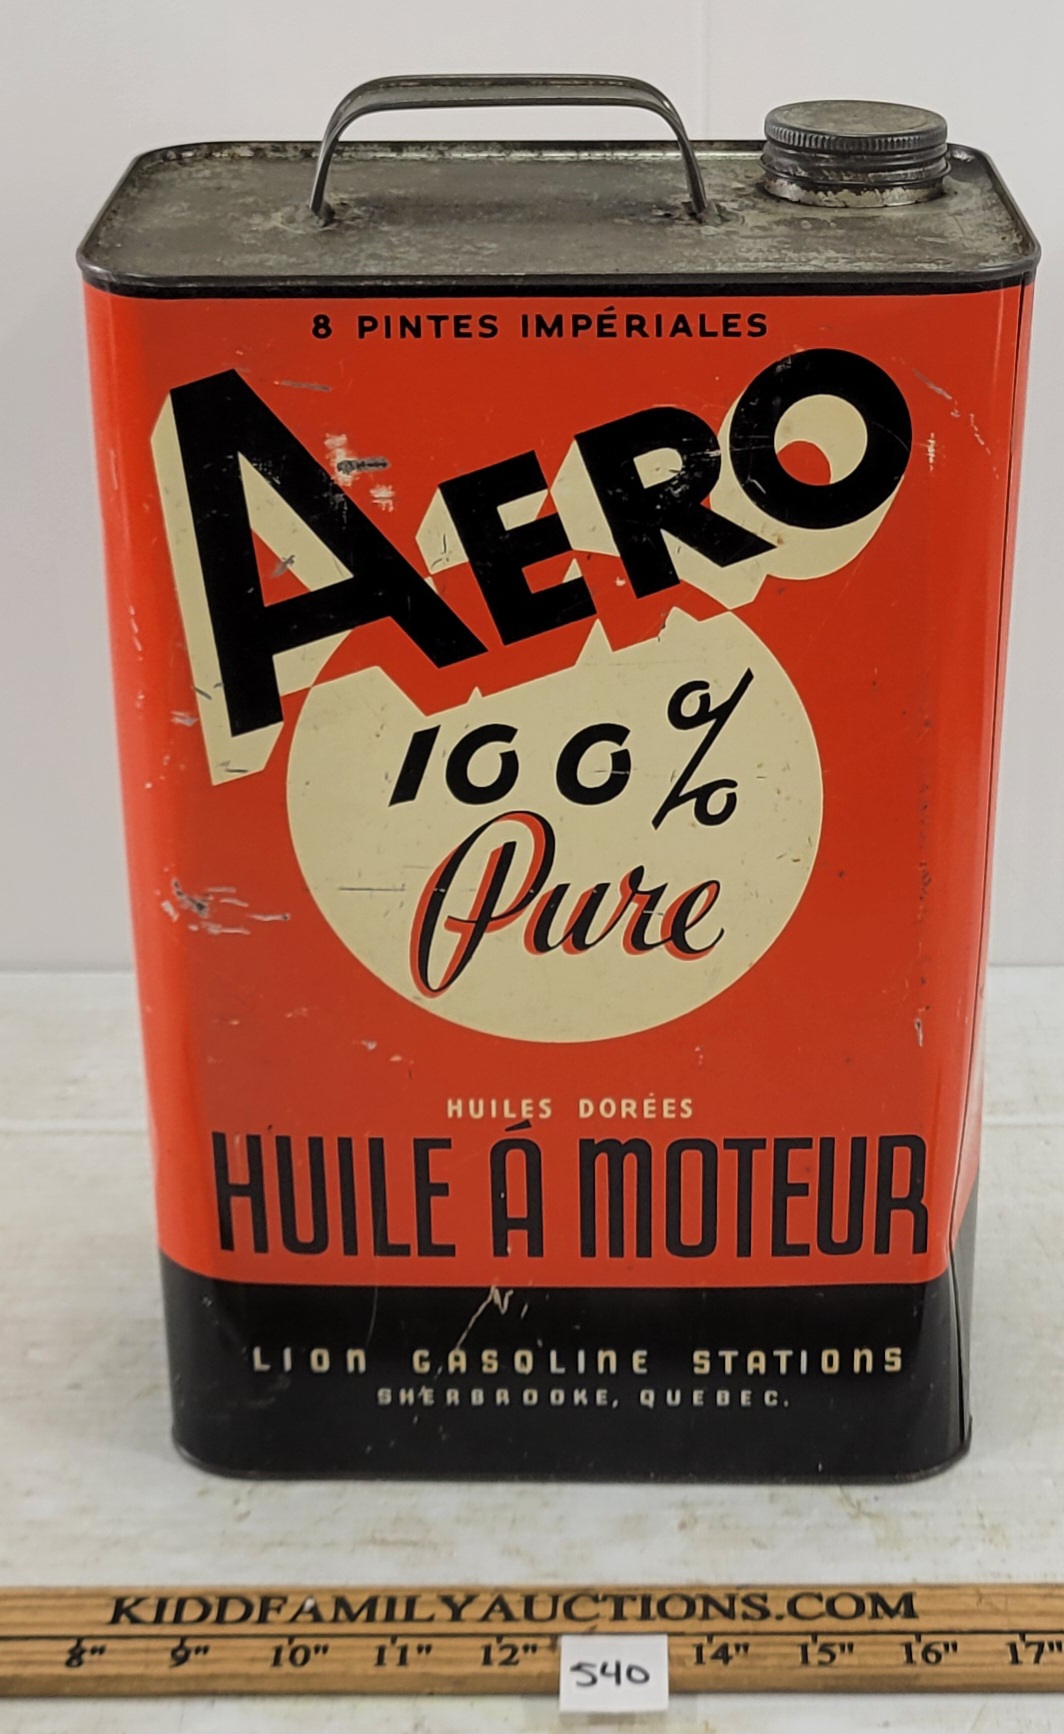 8 PINTES IMPÉRIALES
AERO
100%
Pure
HUILES DORÉES
HUILE Á MOTEUR
LION GASOLINE STATIONS
SHERBROOKE, QUEBEC.
KIDDFAMILYAUCTIONS.COM
8" 9" 10" 11" 12" 14" 15" 16" 17"
540